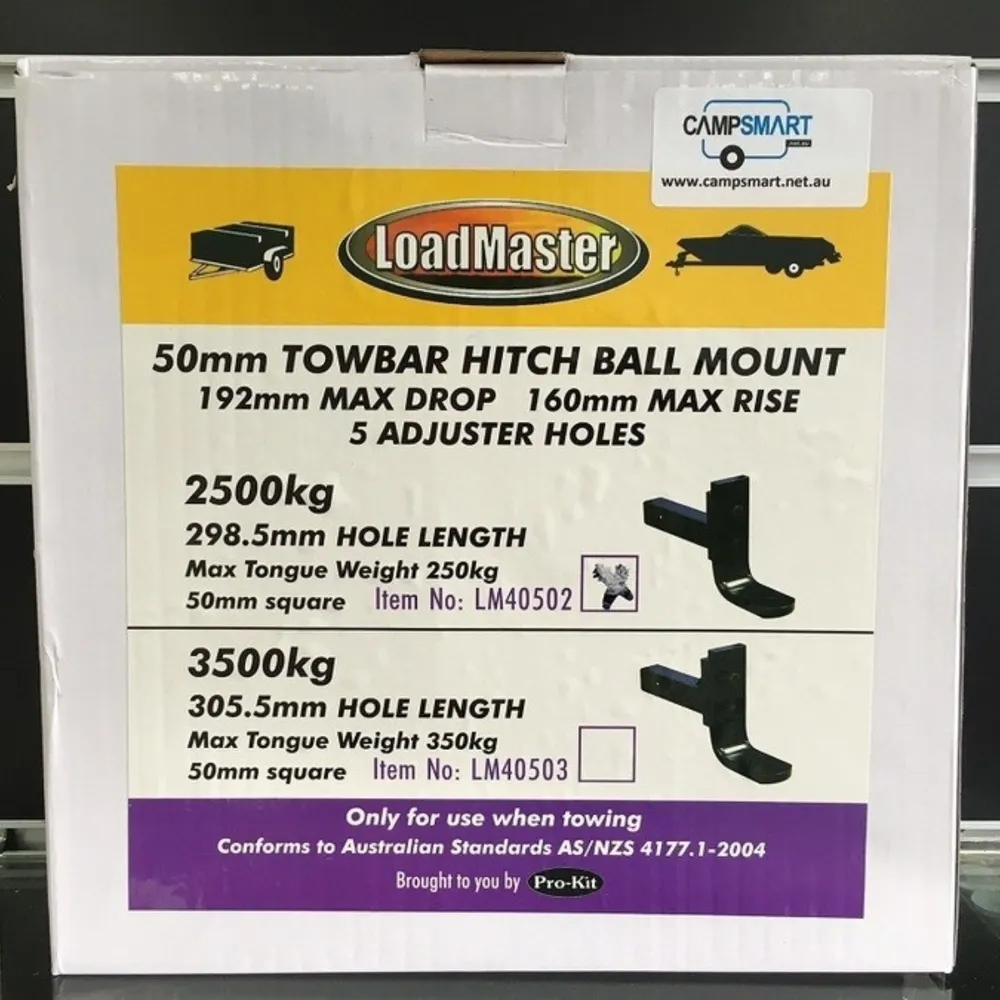 CAMPSMART
.net.au
www.campsmart.net.au
LoadMaster
50mm TOWBAR HITCH BALL MOUNT
192mm MAX DROP 160mm MAX RISE
5 ADJUSTER HOLES
2500kg
298.5mm HOLE LENGTH
Max Tongue Weight 250kg
50mm square Item No: LM40502
3500kg
305.5mm HOLE LENGTH
Max Tongue Weight 350kg
50mm square Item No: LM40503
Only for use when towing
Conforms to Australian Standards AS/NZS 4177.1-2004
Brought to you by Pro-Kit